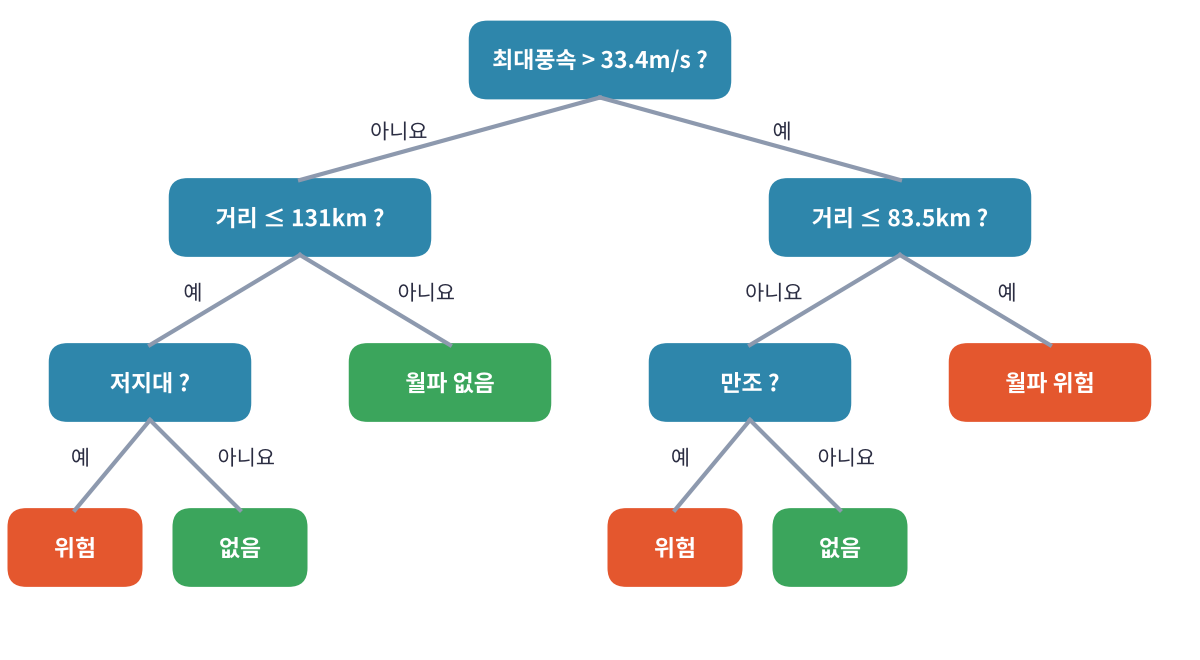 최대풍속 > 33.4m/s ?
아니요
예
거리 ≤ 131km ?
거리 ≤ 83.5km ?
예
아니요
아니요
예
저지대 ?
월파 없음
만조 ?
월파 위험
예
아니요
예
아니요
위험
없음
위험
없음